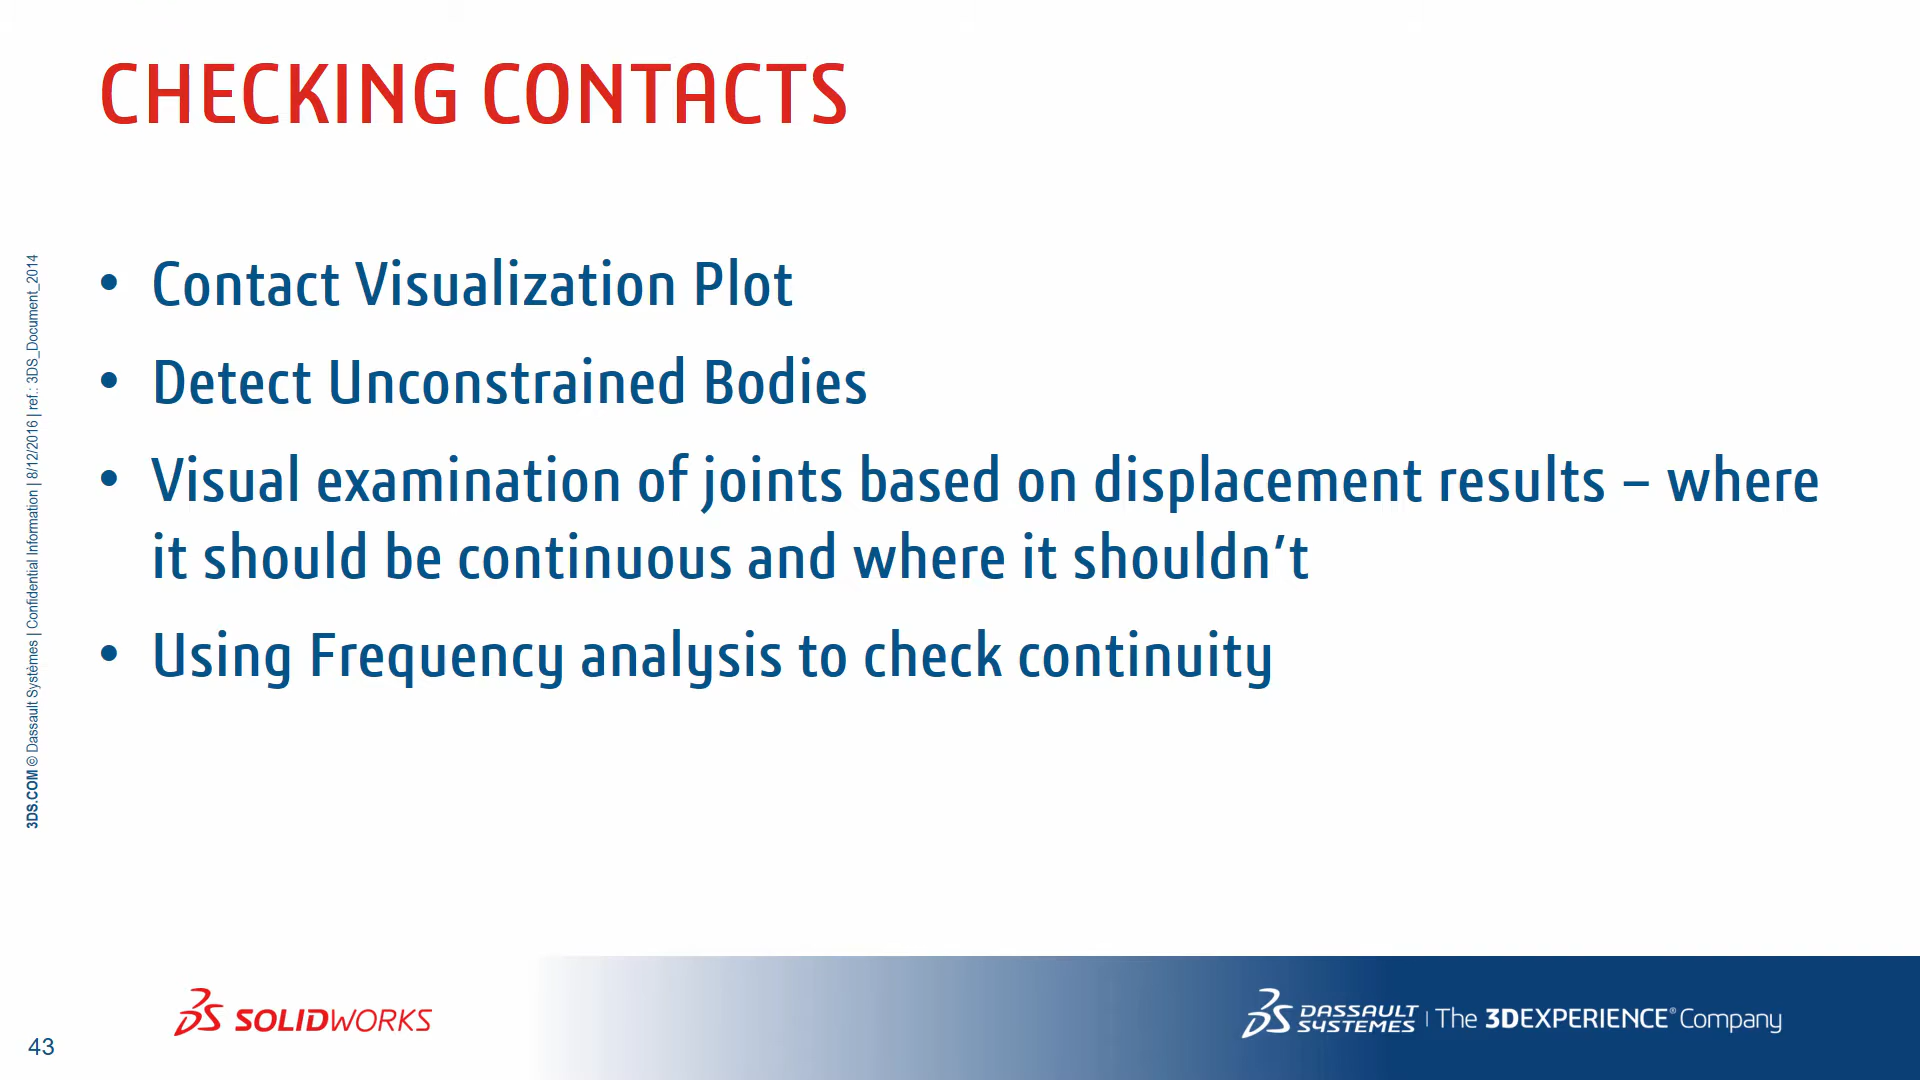 CHECKING CONTACTS
• Contact Visualization Plot
• Detect Unconstrained Bodies
• Visual examination of joints based on displacement results – where
it should be continuous and where it shouldn’t
• Using Frequency analysis to check continuity
3DS.COM © Dassault Systèmes | Confidential Information | 8/12/2016 | ref.: 3DS_Document_2014
43
3DS SOLIDWORKS
3DS DASSAULT SYSTEMES | The 3DEXPERIENCE® Company